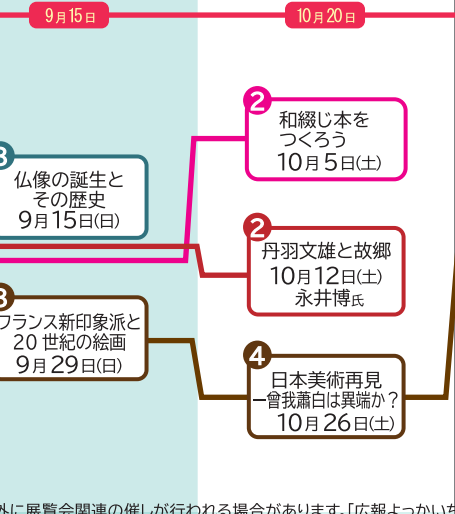 9月15日
10月20日
3
仏像の誕生と
その歴史
9月15日(日)
3
フランス新印象派と
20世紀の絵画
9月29日(日)
2
和綴じ本を
つくろう
10月5日(土)
2
丹羽文雄と故郷
10月12日(土)
永井博氏
4
日本美術再見
ー曾我蕭白は異端か？
10月26日(土)
外に展覧会関連の催しが行われる場合があります。「広報よっかいち